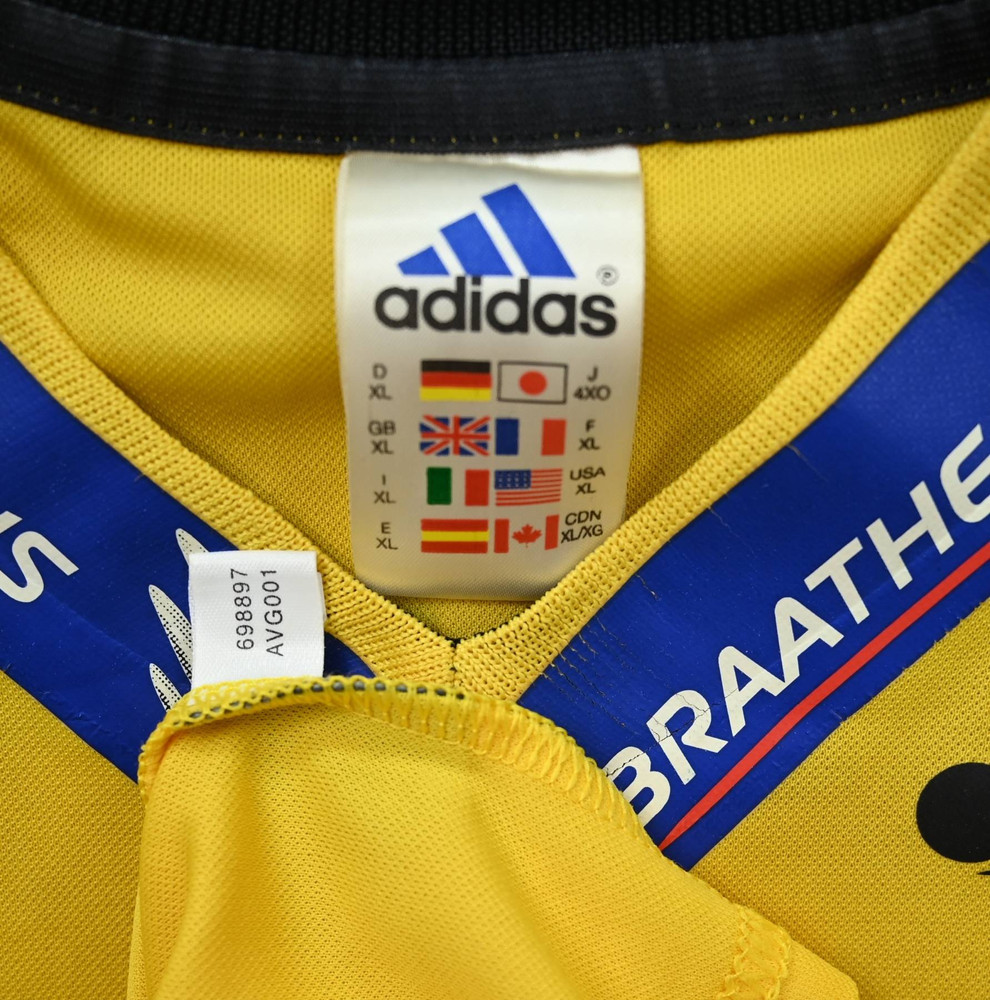 adidas®
D
XL
J
4XO
GB
XL
F
XL
I
XL
USA
XL
E
XL
CDN
XL/XG
698897
AVG001
BRAATHE
S